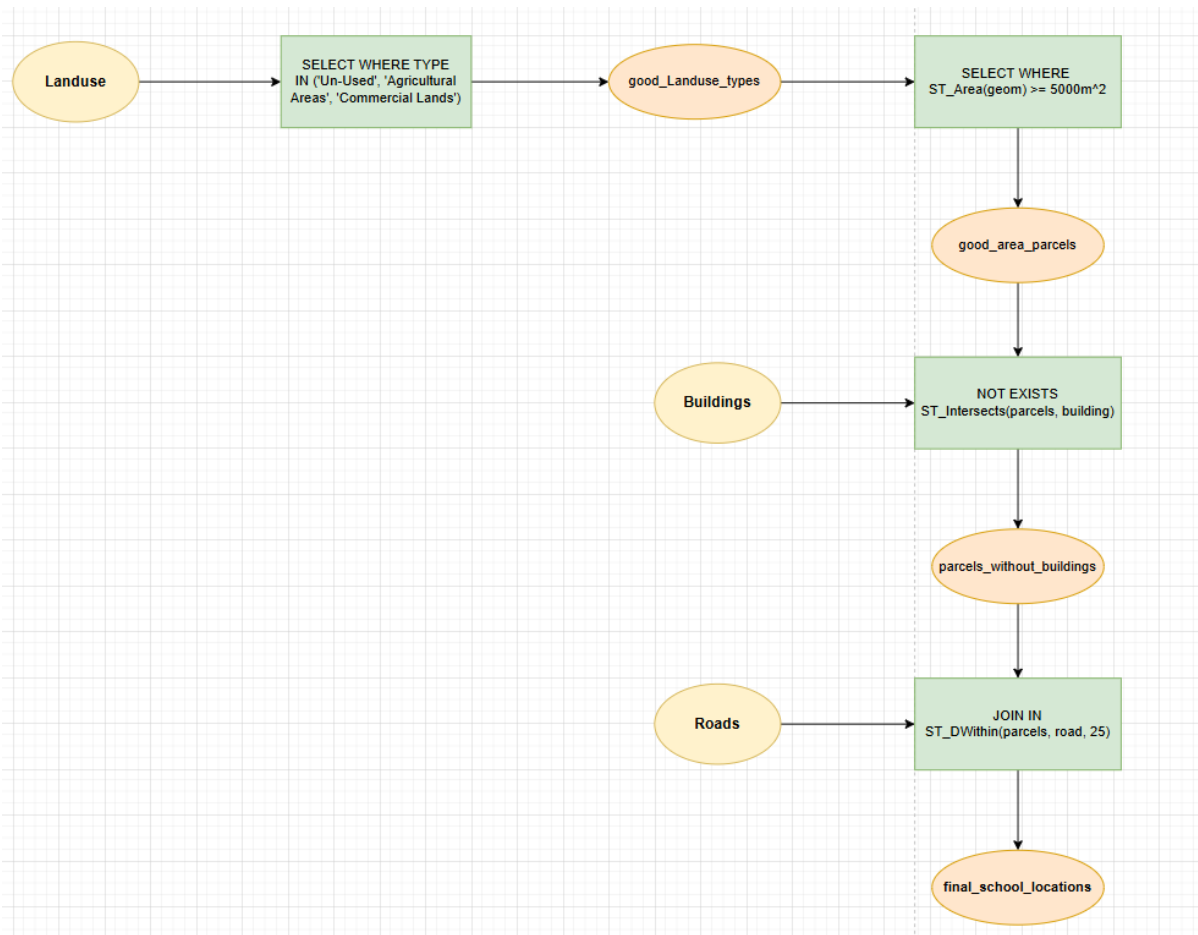 Landuse
SELECT WHERE TYPE
IN ('Un-Used', 'Agricultural
Areas', 'Commercial Lands')
good_Landuse_types
SELECT WHERE
ST_Area(geom) >= 5000m^2
good_area_parcels
Buildings
NOT EXISTS
ST_Intersects(parcels, building)
parcels_without_buildings
Roads
JOIN IN
ST_DWithin(parcels, road, 25)
final_school_locations